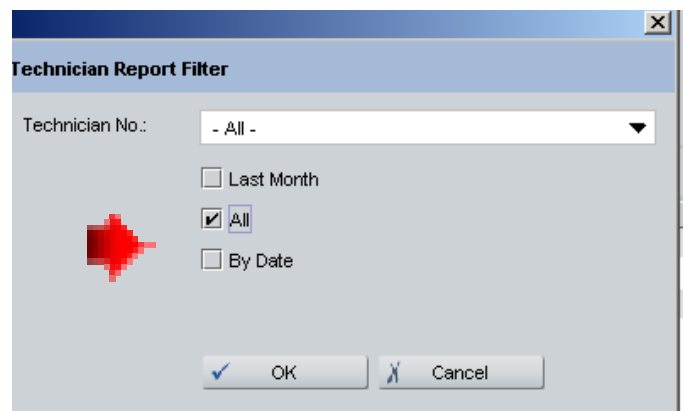 Technician Report Filter
Technician No.: - All -
Last Month
All
By Date
OK Cancel